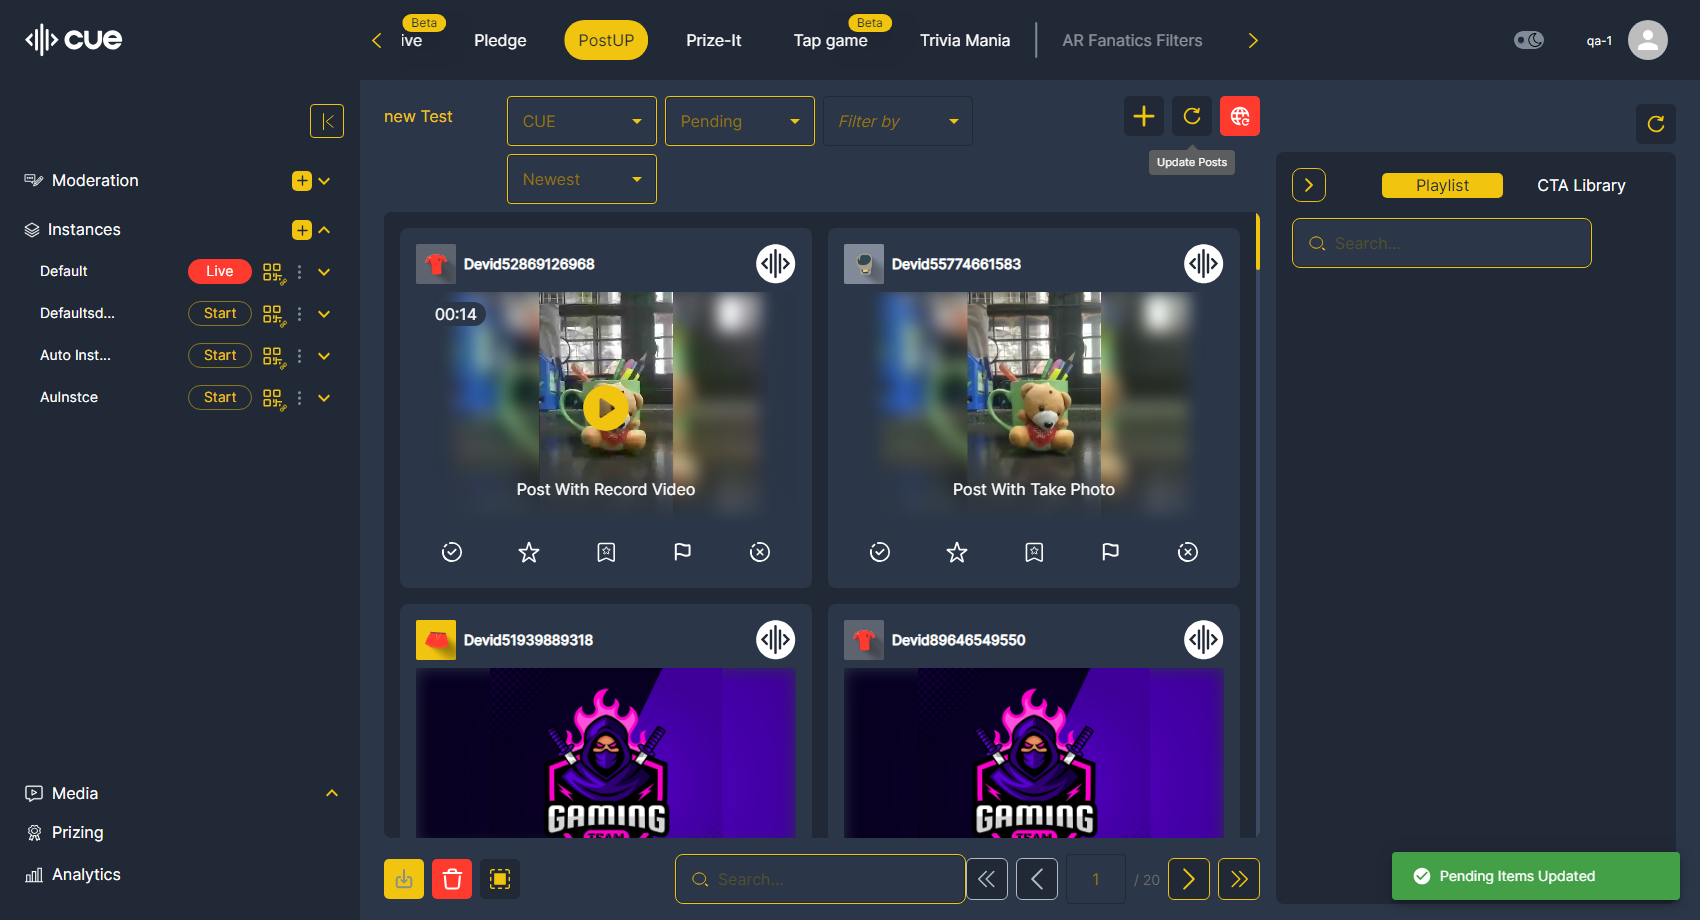 cue
Beta
ive
Pledge
PostUP
Prize-It
Beta
Tap game
Trivia Mania
AR Fanatics Filters
qa-1
new Test
CUE
Pending
Filter by
Newest
Update Posts
Moderation
Instances
Default
Live
Defaultsd...
Start
Auto Inst...
Start
AuInstce
Start
Playlist
CTA Library
Search...
Devid52869126968
00:14
Post With Record Video
Devid55774661583
Post With Take Photo
Devid51939889318
GAMING
TEAM
Devid89646549550
GAMING
TEAM
Media
Prizing
Analytics
Search...
1
/ 20
Pending Items Updated